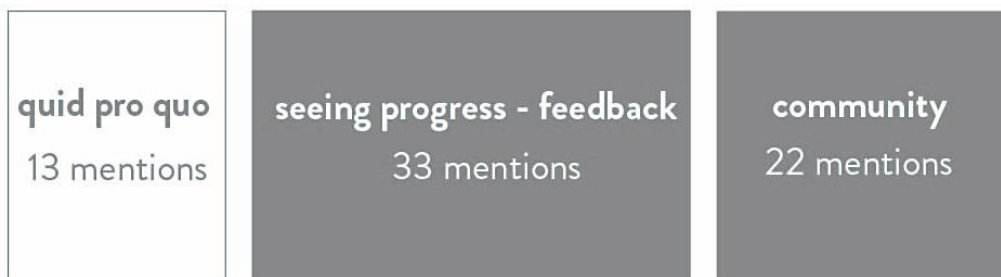 quid pro quo
13 mentions
seeing progress - feedback
33 mentions
community
22 mentions